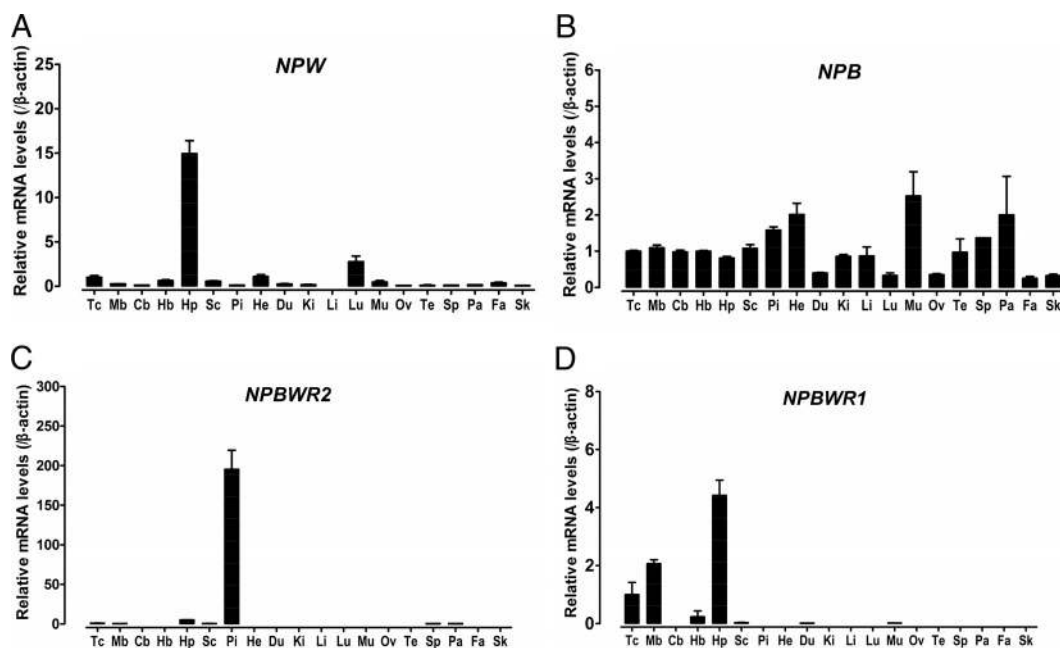 A
Relative mRNA levels (/β-actin)
NPW
25
20
15
10
5
0
Tc Mb Cb Hb Hp Sc Pi He Du Ki Li Lu Mu Ov Te Sp Pa Fa Sk
B
Relative mRNA levels (/β-actin)
NPB
6
5
4
3
2
1
0
Tc Mb Cb Hb Hp Sc Pi He Du Ki Li Lu Mu Ov Te Sp Pa Fa Sk
C
Relative mRNA levels (/β-actin)
NPBWR2
300
250
200
150
100
50
0
Tc Mb Cb Hb Hp Sc Pi He Du Ki Li Lu Mu Ov Te Sp Pa Fa Sk
D
Relative mRNA levels (/β-actin)
NPBWR1
8
6
4
2
0
Tc Mb Cb Hb Hp Sc Pi He Du Ki Li Lu Mu Ov Te Sp Pa Fa Sk